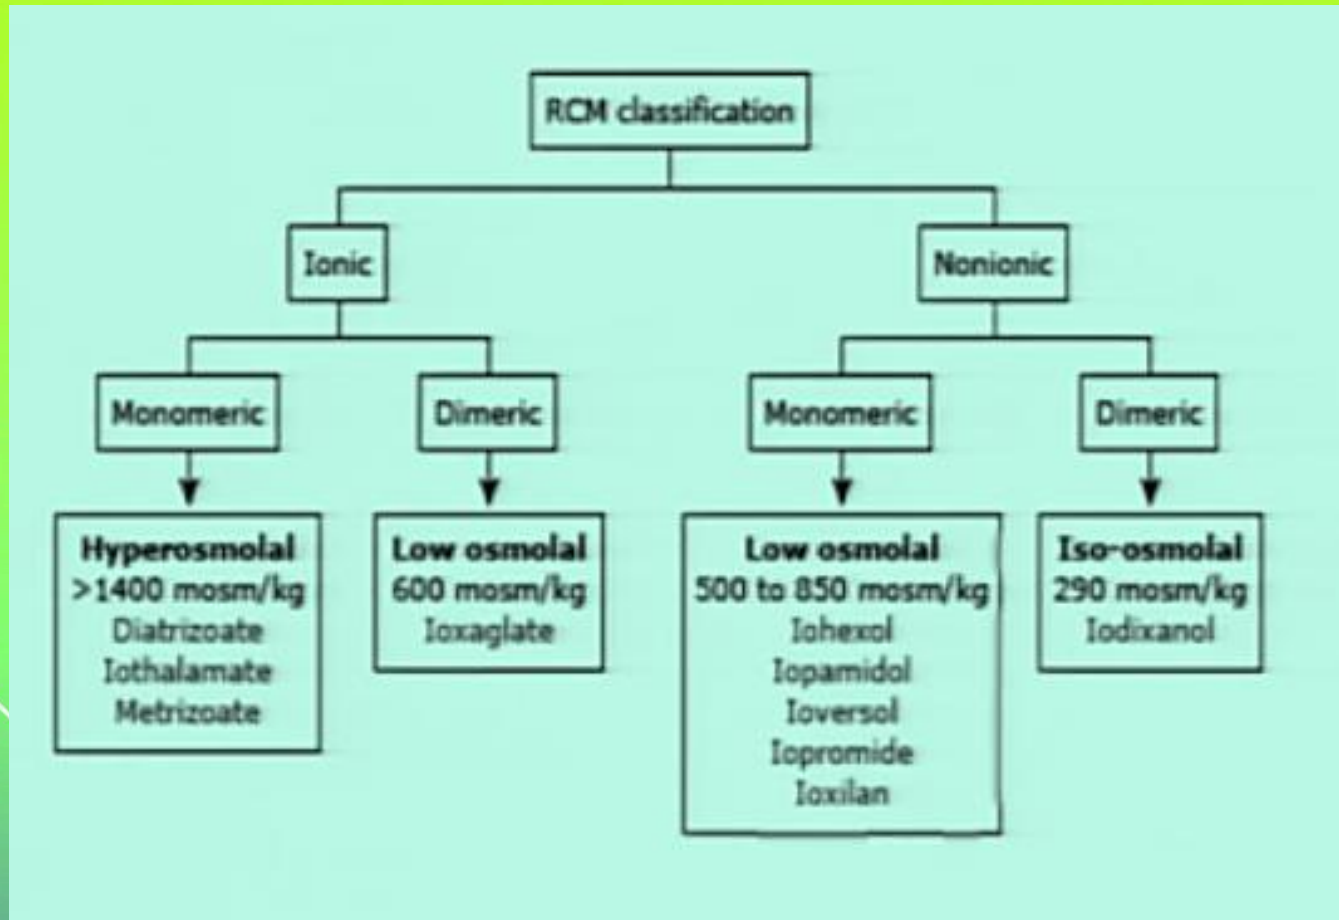 RCM classification
Ionic
Nonionic
Monomeric
Dimeric
Monomeric
Dimeric
Hyperosmolal
>1400 mosm/kg
Diatrizoate
Iothalamate
Metrizoate
Low osmolal
600 mosm/kg
Ioxaglate
Low osmolal
500 to 850 mosm/kg
Iohexol
Iopamidol
Ioversol
Iopromide
Ioxilan
Iso-osmolal
290 mosm/kg
Iodixanol